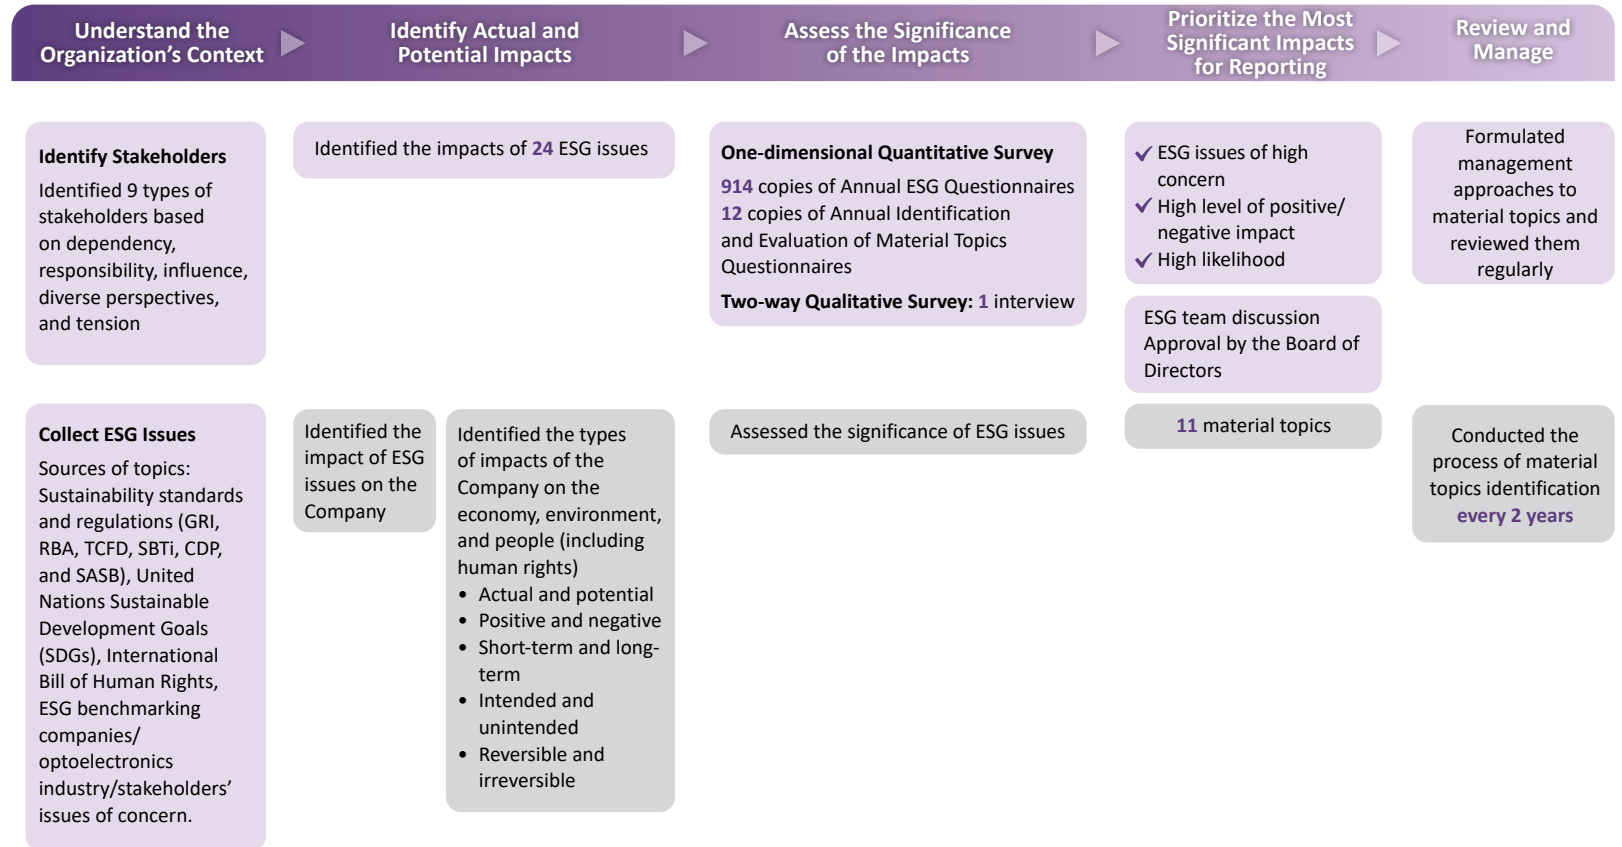 Understand the
Organization's Context
Identify Actual and
Potential Impacts
Assess the Significance
of the Impacts
Prioritize the Most
Significant Impacts
for Reporting
Review and
Manage
Identify Stakeholders
Identified 9 types of
stakeholders based
on dependency,
responsibility, influence,
diverse perspectives,
and tension
Collect ESG Issues
Sources of topics:
Sustainability standards
and regulations (GRI,
RBA, TCFD, SBTi, CDP,
and SASB), United
Nations Sustainable
Development Goals
(SDGs), International
Bill of Human Rights,
ESG benchmarking
companies/
optoelectronics
industry/stakeholders'
issues of concern.
Identified the impacts of 24 ESG issues
Identified the
impact of ESG
issues on the
Company
Identified the types
of impacts of the
Company on the
economy, environment,
and people (including
human rights)
• Actual and potential
• Positive and negative
• Short-term and long-
term
• Intended and
unintended
• Reversible and
irreversible
One-dimensional Quantitative Survey
914 copies of Annual ESG Questionnaires
12 copies of Annual Identification
and Evaluation of Material Topics
Questionnaires
Two-way Qualitative Survey: 1 interview
Assessed the significance of ESG issues
✓ ESG issues of high
concern
✓ High level of positive/
negative impact
✓ High likelihood
ESG team discussion
Approval by the Board of
Directors
11 material topics
Formulated
management
approaches to
material topics and
reviewed them
regularly
Conducted the
process of material
topics identification
every 2 years